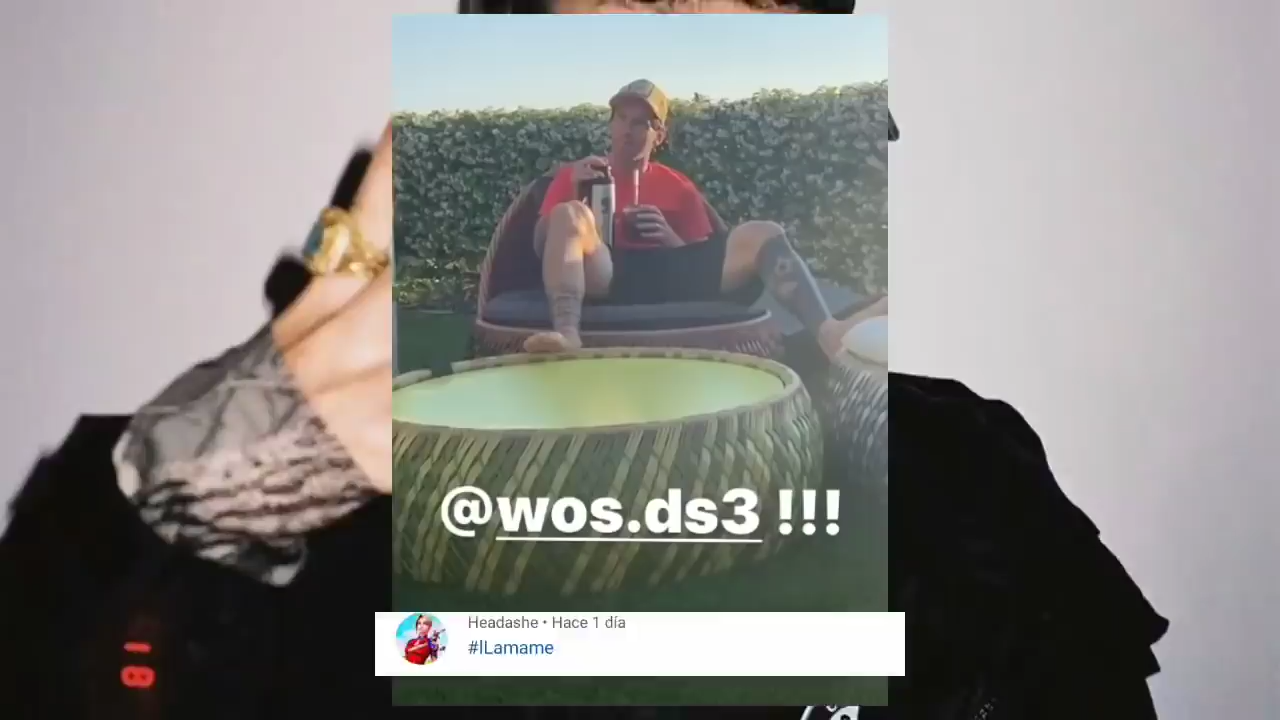 @wos.ds3 !!!
Headashe • Hace 1 día
#lLamame